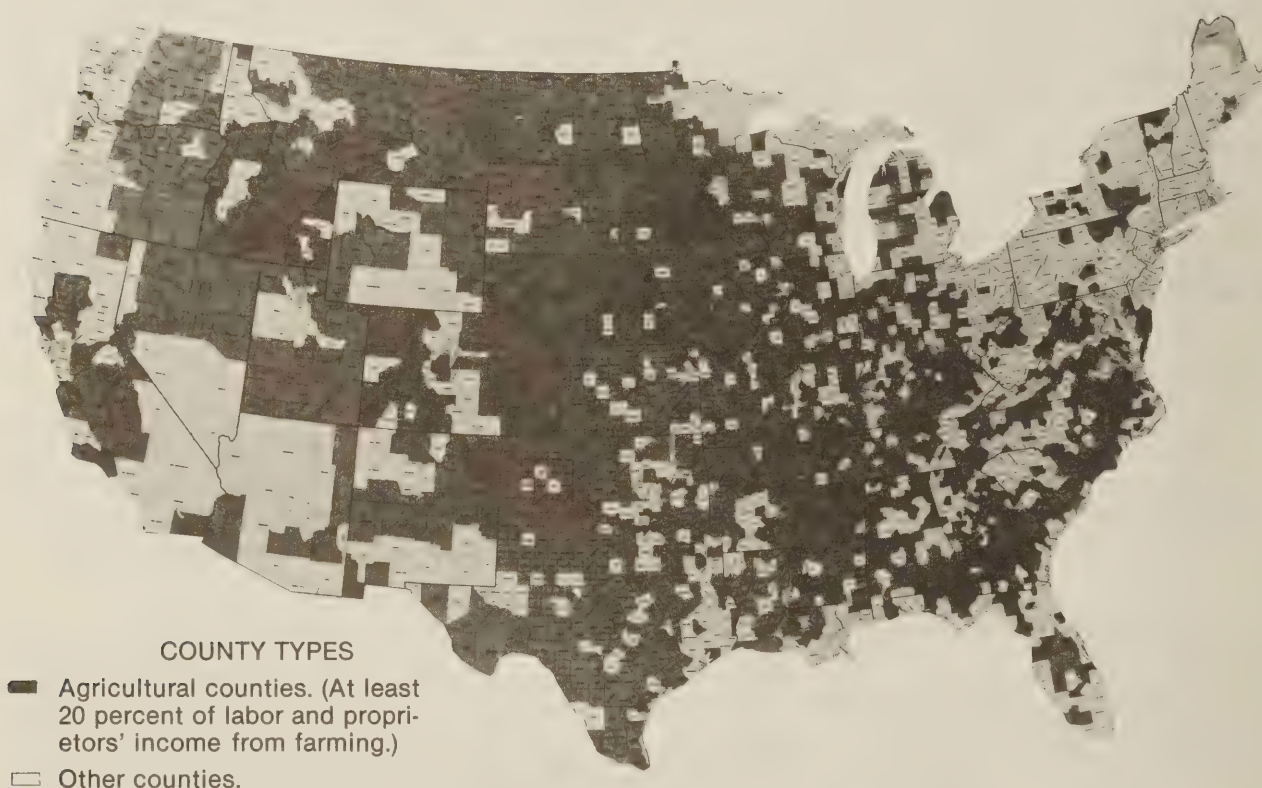 COUNTY TYPES
Agricultural counties. (At least
20 percent of labor and propri-
etors' income from farming.)
Other counties.